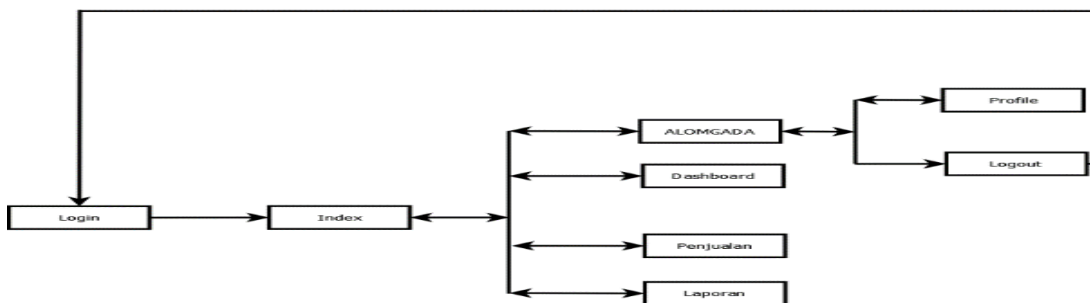 Profile
ALOMGADA
Logout
Dashboard
Login
Index
Penjualan
Laporan